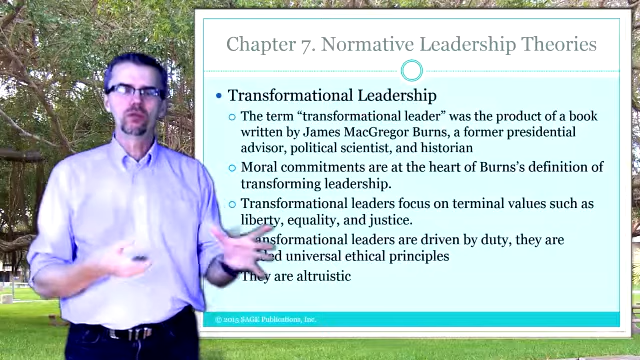 Chapter 7. Normative Leadership Theories
Transformational Leadership
The term “transformational leader” was the product of a book
written by James MacGregor Burns, a former presidential
advisor, political scientist, and historian
Moral commitments are at the heart of Burns’s definition of
transforming leadership.
Transformational leaders focus on terminal values such as
liberty, equality, and justice.
leaders are driven by duty, they are
universal ethical principles
They are altruistic
© 2015 SAGE Publications, Inc.